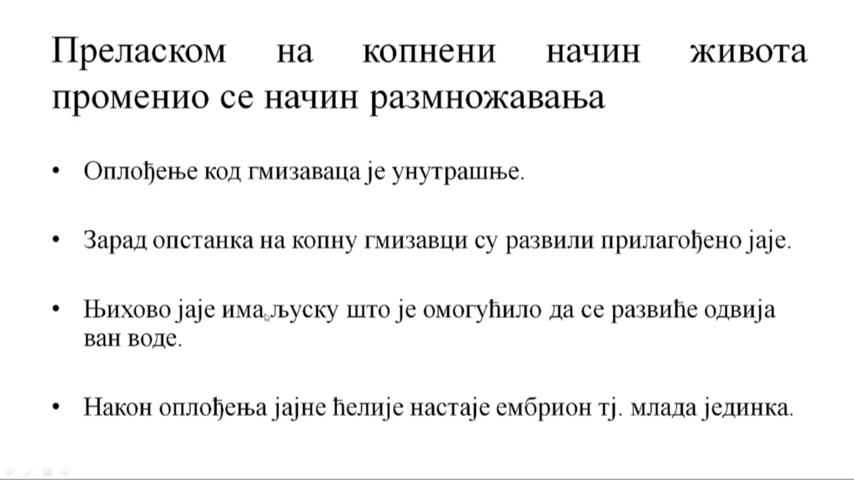 Преласком на копнени начин живота
променио се начин размножавања
• Оплођење код гмизаваца је унутрашње.
• Зарад опстанка на копну гмизавци су развили прилагођено јаје.
• Њихово јаје има љуску што је омогућило да се развиће одвија
ван воде.
• Након оплођења јајне ћелије настаје ембрион тј. млада јединка.